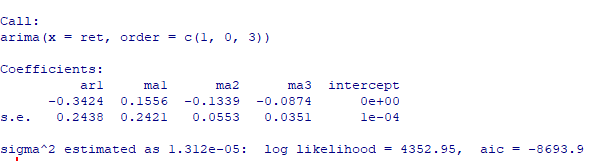 Call:
arima(x = ret, order = c(1, 0, 3))
Coefficients:
ar1 ma1 ma2 ma3 intercept
-0.3424 0.1556 -0.1339 -0.0874 0e+00
s.e. 0.2438 0.2421 0.0553 0.0351 1e-04
sigma^2 estimated as 1.312e-05: log likelihood = 4352.95, aic = -8693.9